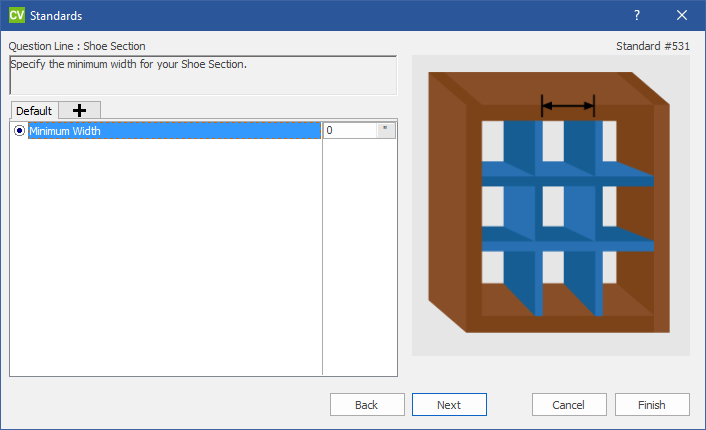 CV Standards ?
Question Line : Shoe Section
Standard #531
Specify the minimum width for your Shoe Section.
Default
Minimum Width 0 "
Back Next Cancel Finish